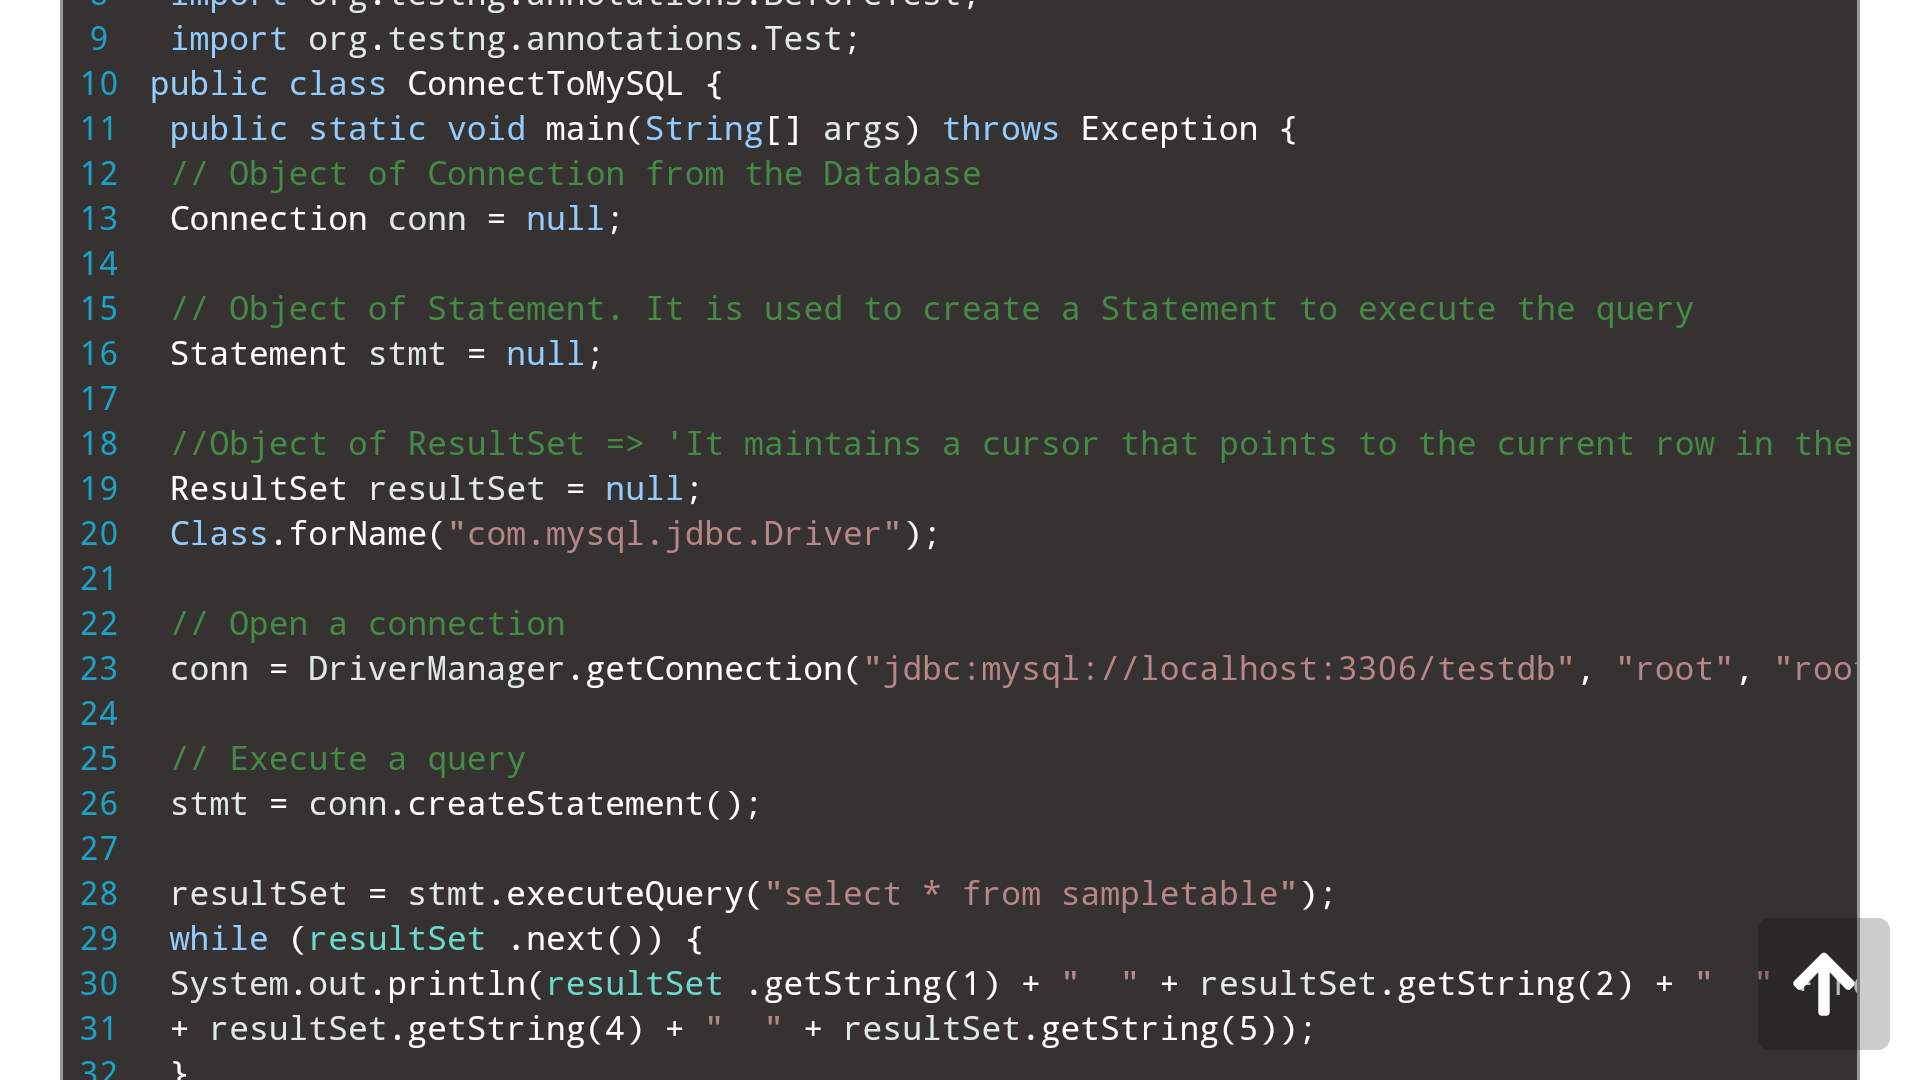 8 import org.testng.annotations.BeforeTest;
9 import org.testng.annotations.Test;
10 public class ConnectToMySQL {
11 public static void main(String[] args) throws Exception {
12 // Object of Connection from the Database
13 Connection conn = null;
14
15 // Object of Statement. It is used to create a Statement to execute the query
16 Statement stmt = null;
17
18 //Object of ResultSet => 'It maintains a cursor that points to the current row in the
19 ResultSet resultSet = null;
20 Class.forName("com.mysql.jdbc.Driver");
21
22 // Open a connection
23 conn = DriverManager.getConnection("jdbc:mysql://localhost:3306/testdb", "root", "roo
24
25 // Execute a query
26 stmt = conn.createStatement();
27
28 resultSet = stmt.executeQuery("select * from sampletable");
29 while (resultSet .next()) {
30 System.out.println(resultSet .getString(1) + "  " + resultSet.getString(2) + "  " +
31 + resultSet.getString(4) + "  " + resultSet.getString(5));
32 }